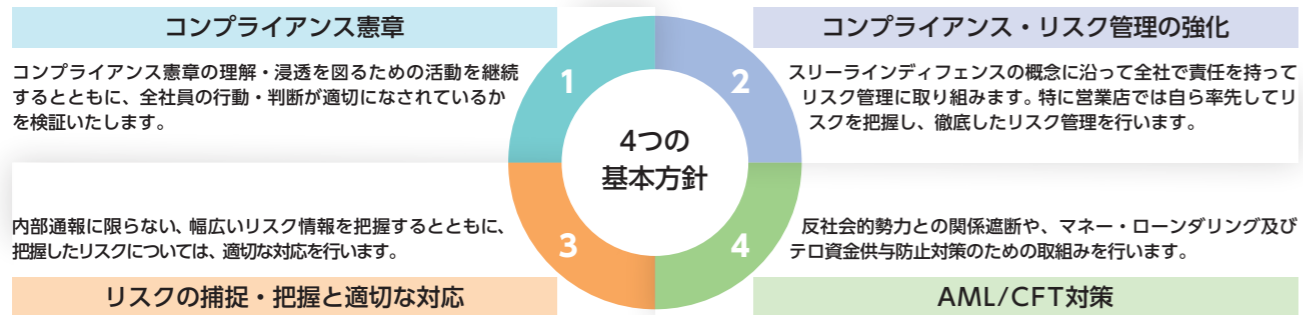 コンプライアンス憲章
コンプライアンス憲章の理解・浸透を図るための活動を継続
するとともに、全社員の行動・判断が適切になされているか
を検証いたします。
1
コンプライアンス・リスク管理の強化
スリーラインディフェンスの概念に沿って全社で責任を持って
リスク管理に取り組みます。特に営業店では自ら率先してリ
スクを把握し、徹底したリスク管理を行います。
2
4つの
基本方針
内部通報に限らない、幅広いリスク情報を把握するとともに、
把握したリスクについては、適切な対応を行います。
リスクの捕捉・把握と適切な対応
3
反社会的勢力との関係遮断や、マネー・ローンダリング及び
テロ資金供与防止対策のための取組みを行います。
AML/CFT対策
4